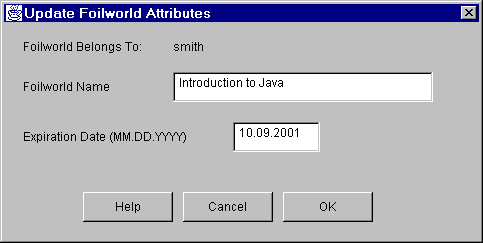 Update Foilworld Attributes
Foilworld Belongs To: smith
Foilworld Name Introduction to Java
Expiration Date (MM.DD.YYYY) 10.09.2001
Help Cancel OK